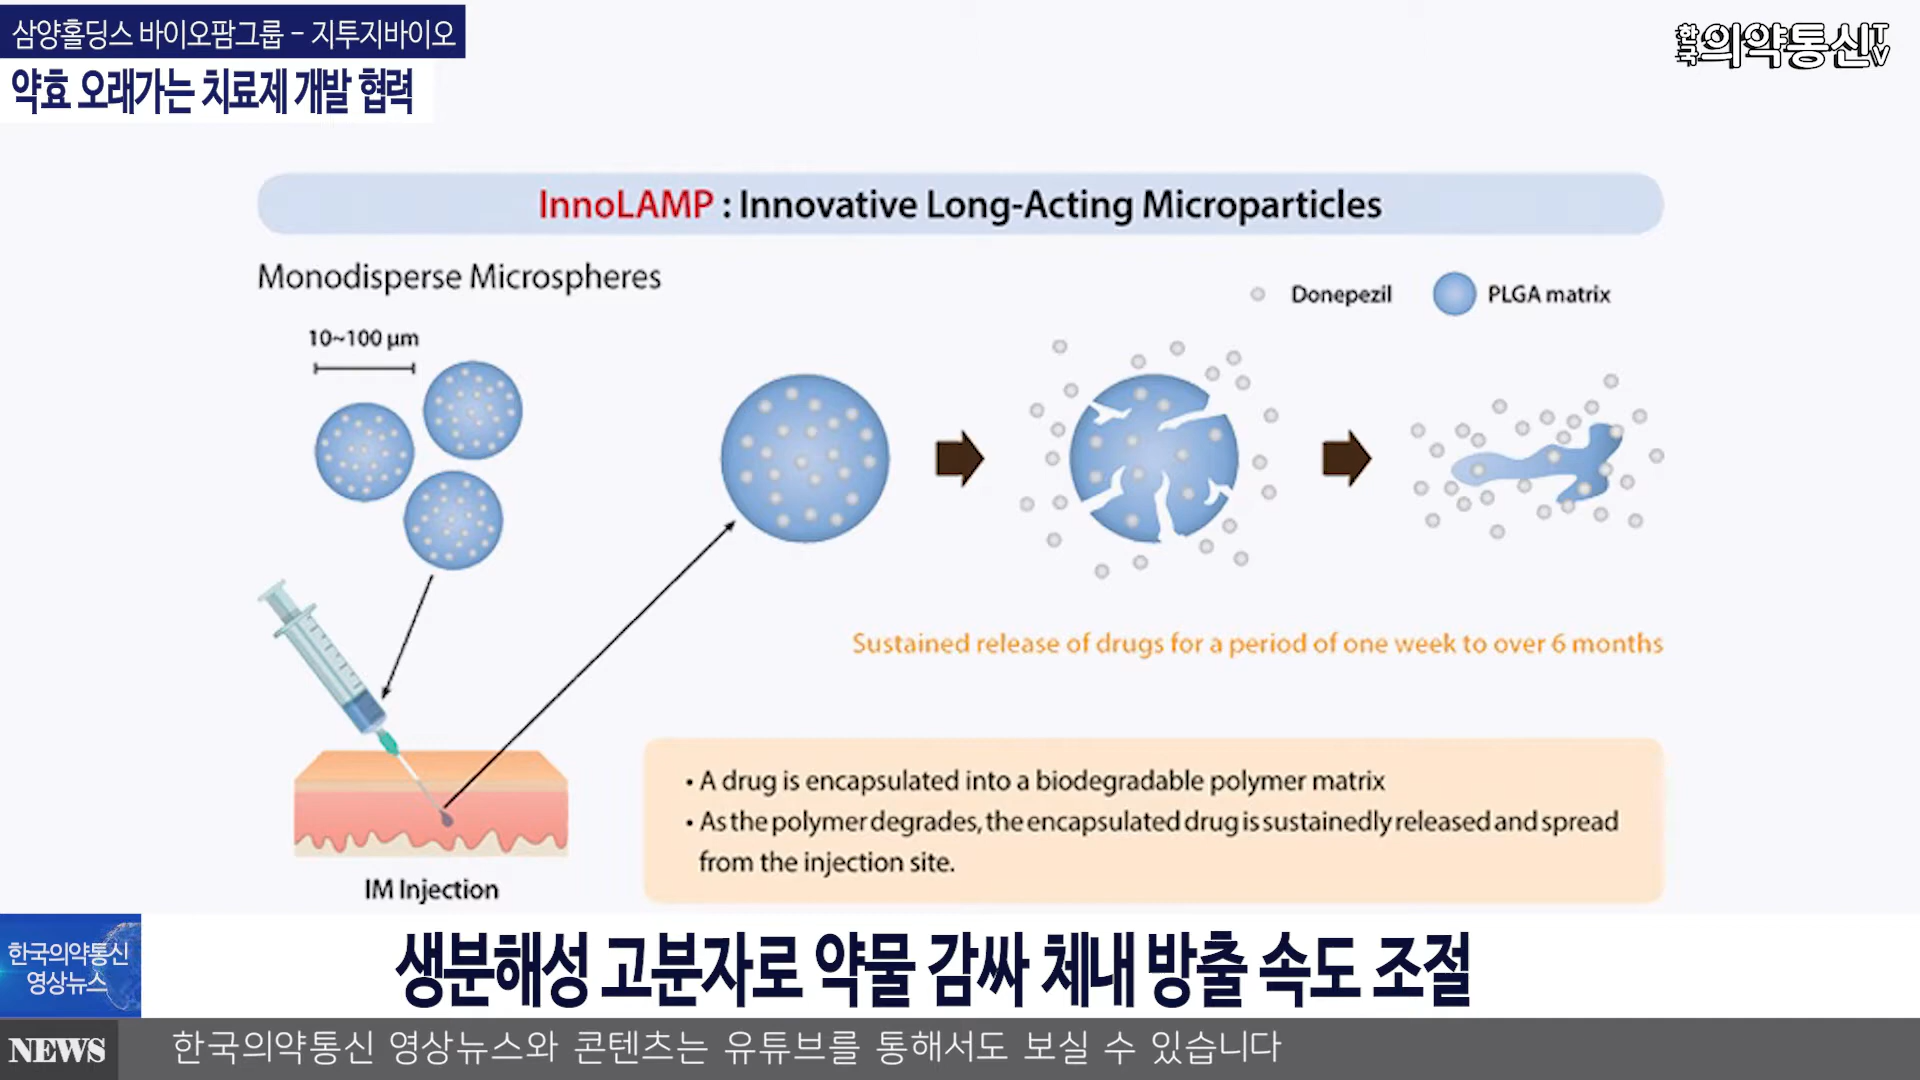 삼양홀딩스 바이오팜그룹 - 지투지바이오
약효 오래가는 치료제 개발 협력
한국의약통신TV
InnoLAMP : Innovative Long-Acting Microparticles
Monodisperse Microspheres
Donepezil
PLGA matrix
10~100 μm
Sustained release of drugs for a period of one week to over 6 months
• A drug is encapsulated into a biodegradable polymer matrix
• As the polymer degrades, the encapsulated drug is sustainedly released and spread
from the injection site.
IM Injection
한국의약통신
영상뉴스
생분해성 고분자로 약물 감싸 체내 방출 속도 조절
NEWS
한국의약통신 영상뉴스와 콘텐츠는 유튜브를 통해서도 보실 수 있습니다